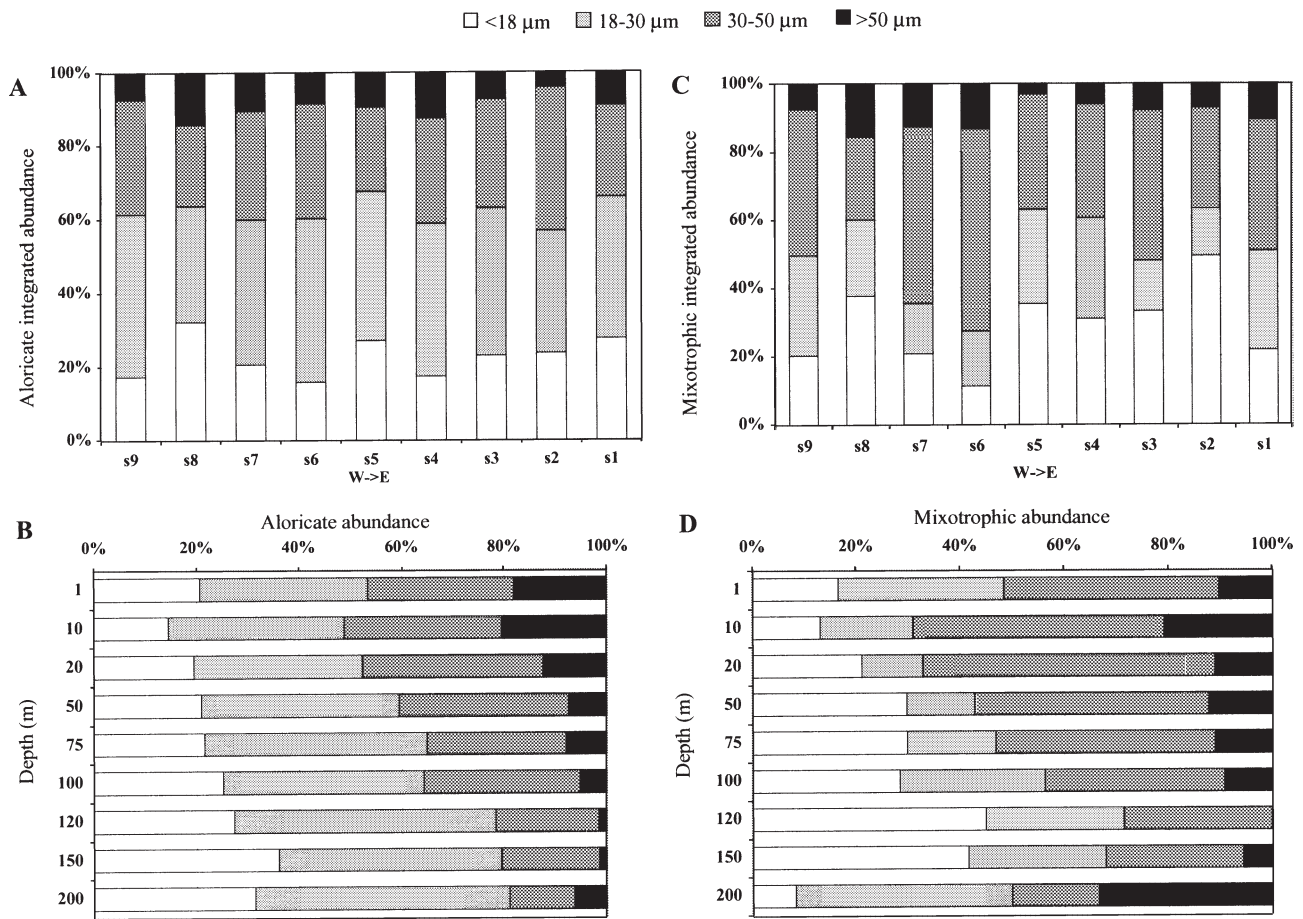 <18 µm 18-30 µm 30-50 µm >50 µm
A
Aloricate integrated abundance
100%
80%
60%
40%
20%
0%
s9 s8 s7 s6 s5 s4 s3 s2 s1
W->E
C
Mixotrophic integrated abundance
100%
80%
60%
40%
20%
0%
s9 s8 s7 s6 s5 s4 s3 s2 s1
W->E
B
Aloricate abundance
0% 20% 40% 60% 80% 100%
Depth (m)
1
10
20
50
75
100
120
150
200
D
Mixotrophic abundance
0% 20% 40% 60% 80% 100%
Depth (m)
1
10
20
50
75
100
120
150
200